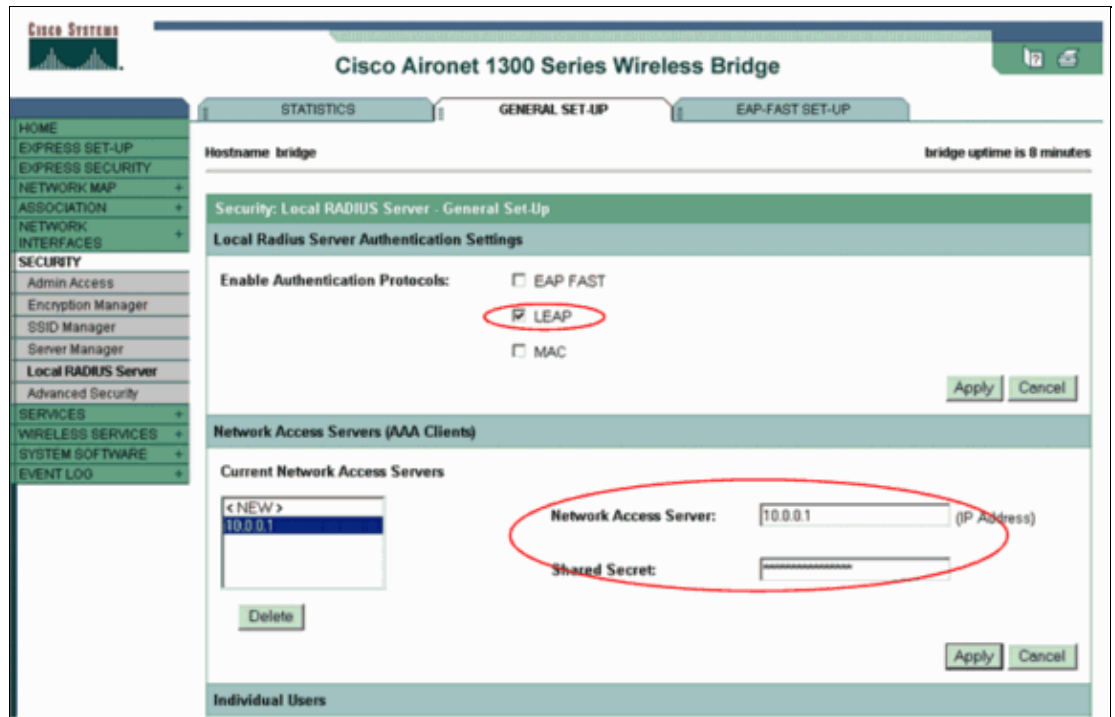 CISCO SYSTEMS
Cisco Aironet 1300 Series Wireless Bridge
STATISTICS
GENERAL SET-UP
EAP-FAST SET-UP
HOME
EXPRESS SET-UP
EXPRESS SECURITY
NETWORK MAP +
ASSOCIATION +
NETWORK
INTERFACES +
SECURITY
Admin Access
Encryption Manager
SSID Manager
Server Manager
Local RADIUS Server
Advanced Security
SERVICES +
WIRELESS SERVICES +
SYSTEM SOFTWARE +
EVENT LOG +
Hostname bridge
bridge uptime is 8 minutes
Security: Local RADIUS Server - General Set-Up
Local Radius Server Authentication Settings
Enable Authentication Protocols:
EAP FAST
LEAP
MAC
Apply Cancel
Network Access Servers (AAA Clients)
Current Network Access Servers
< NEW >
10.0.0.1
Delete
Network Access Server: 10.0.0.1 (IP Address)
Shared Secret:
Apply Cancel
Individual Users